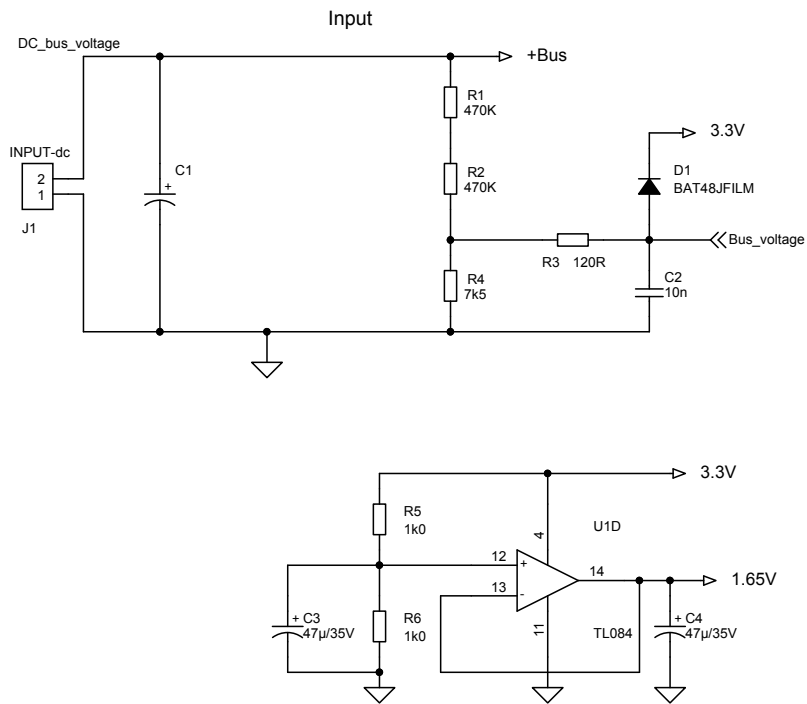 Input
DC_bus_voltage
+Bus
R1
470K
3.3V
INPUT-dc
C1
R2
470K
D1
BAT48JFILM
2
+
1
J1
Bus_voltage
R3 120R
R4
7k5
C2
10n
3.3V
R5
1k0
4
U1D
12
+
14
1.65V
13
-
+ C3
47µ/35V
R6
1k0
11
TL084
+ C4
47µ/35V